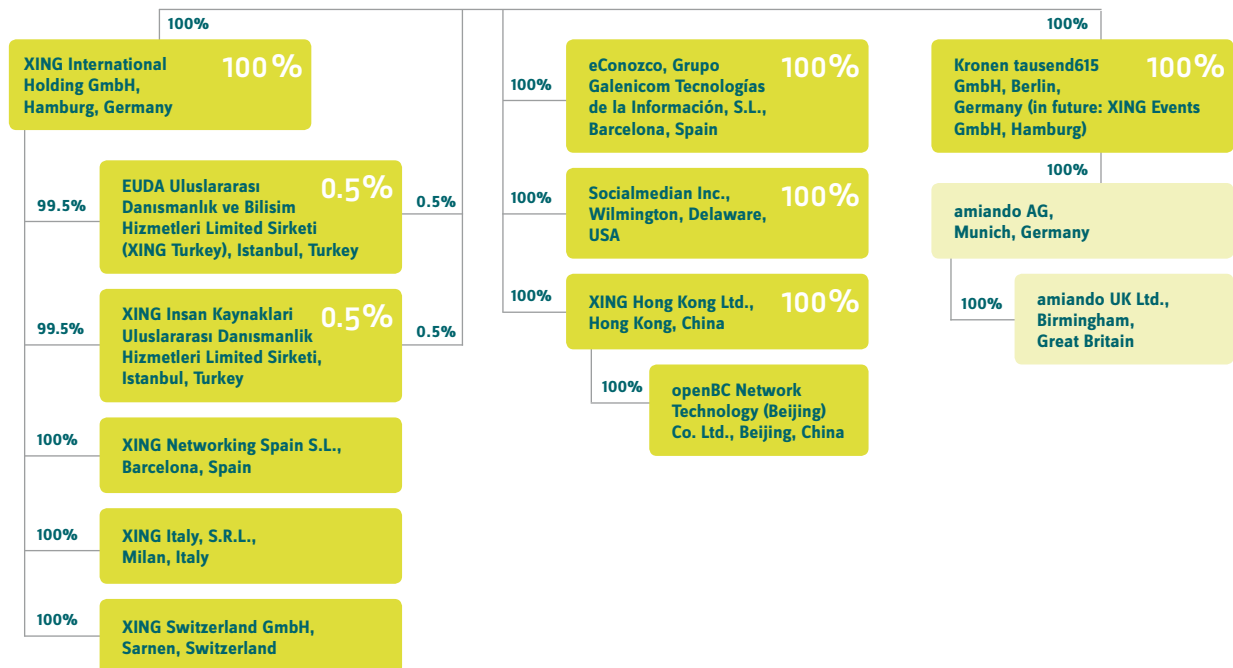 100%
XING International
Holding GmbH,
Hamburg, Germany
100%
99.5%
EUDA Uluslararası
Danısmanlık ve Bilisim
Hizmetleri Limited Sirketi
(XING Turkey), Istanbul, Turkey
0.5%
0.5%
99.5%
XING Insan Kaynaklari
Uluslararası Danısmanlik
Hizmetleri Limited Sirketi,
Istanbul, Turkey
0.5%
0.5%
100%
XING Networking Spain S.L.,
Barcelona, Spain
100%
XING Italy, S.R.L.,
Milan, Italy
100%
XING Switzerland GmbH,
Sarnen, Switzerland
100%
eConozco, Grupo
Galenicom Tecnologías
de la Información, S.L.,
Barcelona, Spain
100%
100%
Socialmedian Inc.,
Wilmington, Delaware,
USA
100%
100%
XING Hong Kong Ltd.,
Hong Kong, China
100%
100%
openBC Network
Technology (Beijing)
Co. Ltd., Beijing, China
100%
Kronen tausend615
GmbH, Berlin,
Germany (in future: XING Events
GmbH, Hamburg)
100%
100%
amiando AG,
Munich, Germany
100%
amiando UK Ltd.,
Birmingham,
Great Britain